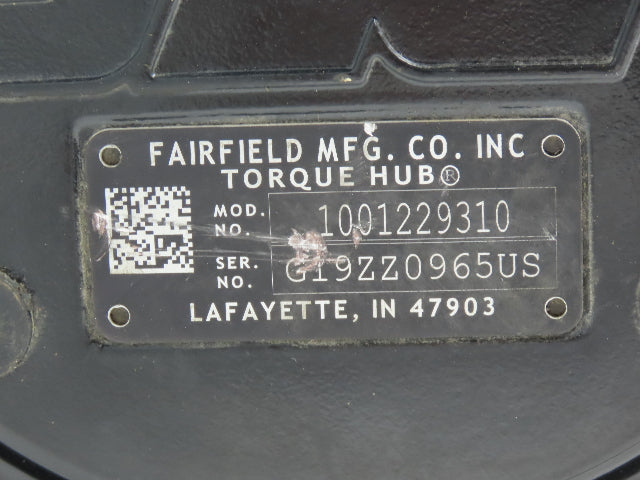 FAIRFIELD MFG. CO. INC
TORQUE HUB®
MOD. NO. 1001229310
SER. NO. G19ZZ0965US
LAFAYETTE, IN 47903